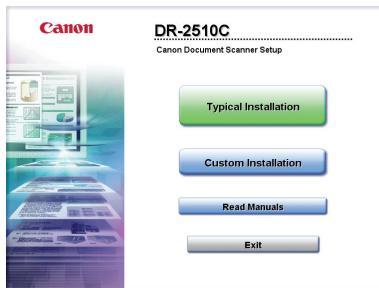 Canon
DR-2510C
Canon Document Scanner Setup
Typical Installation
Custom Installation
Read Manuals
Exit